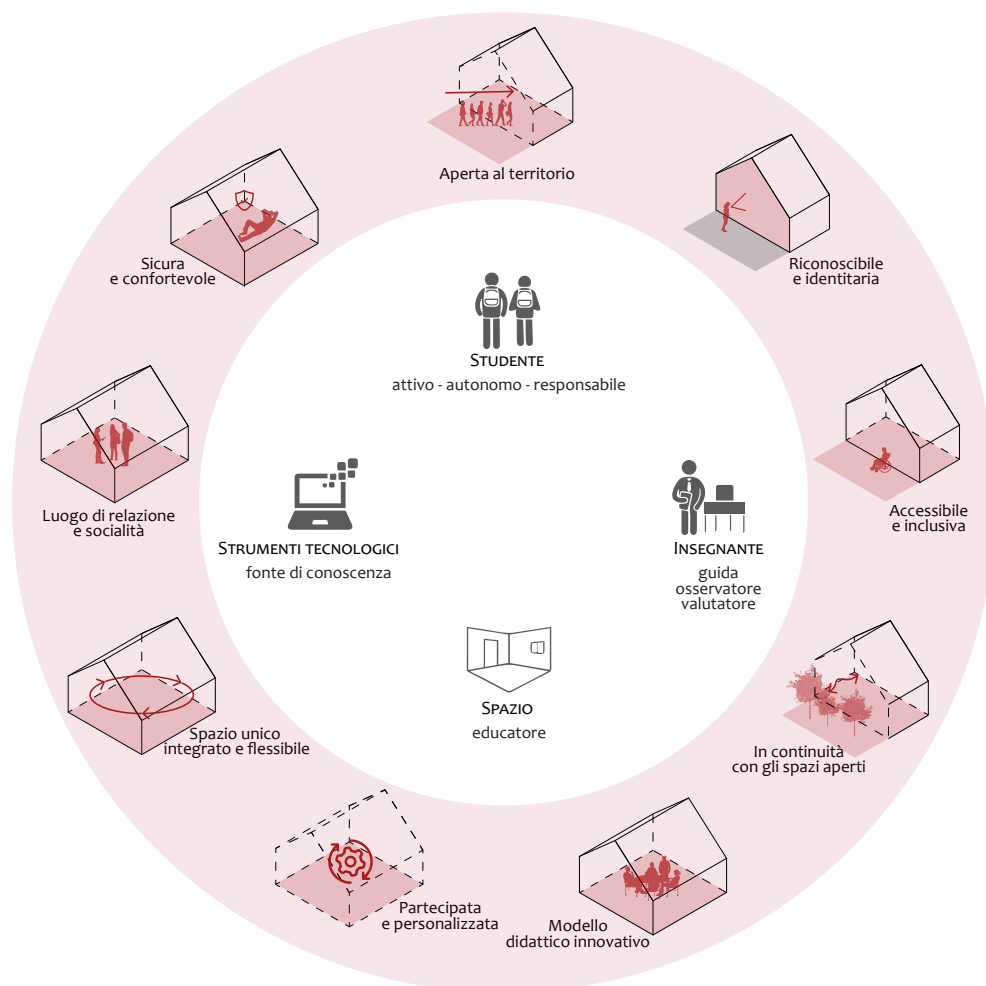 Aperta al territorio
Riconoscibile
e identitaria
Accessibile
e inclusiva
In continuità
con gli spazi aperti
Modello
didattico innovativo
Partecipata
e personalizzata
Spazio unico
integrato e flessibile
Luogo di relazione
e socialità
Sicura
e confortevole
STUDENTE
attivo - autonomo - responsabile
INSEGNANTE
guida
osservatore
valutatore
SPAZIO
educatore
STRUMENTI TECNOLOGICI
fonte di conoscenza